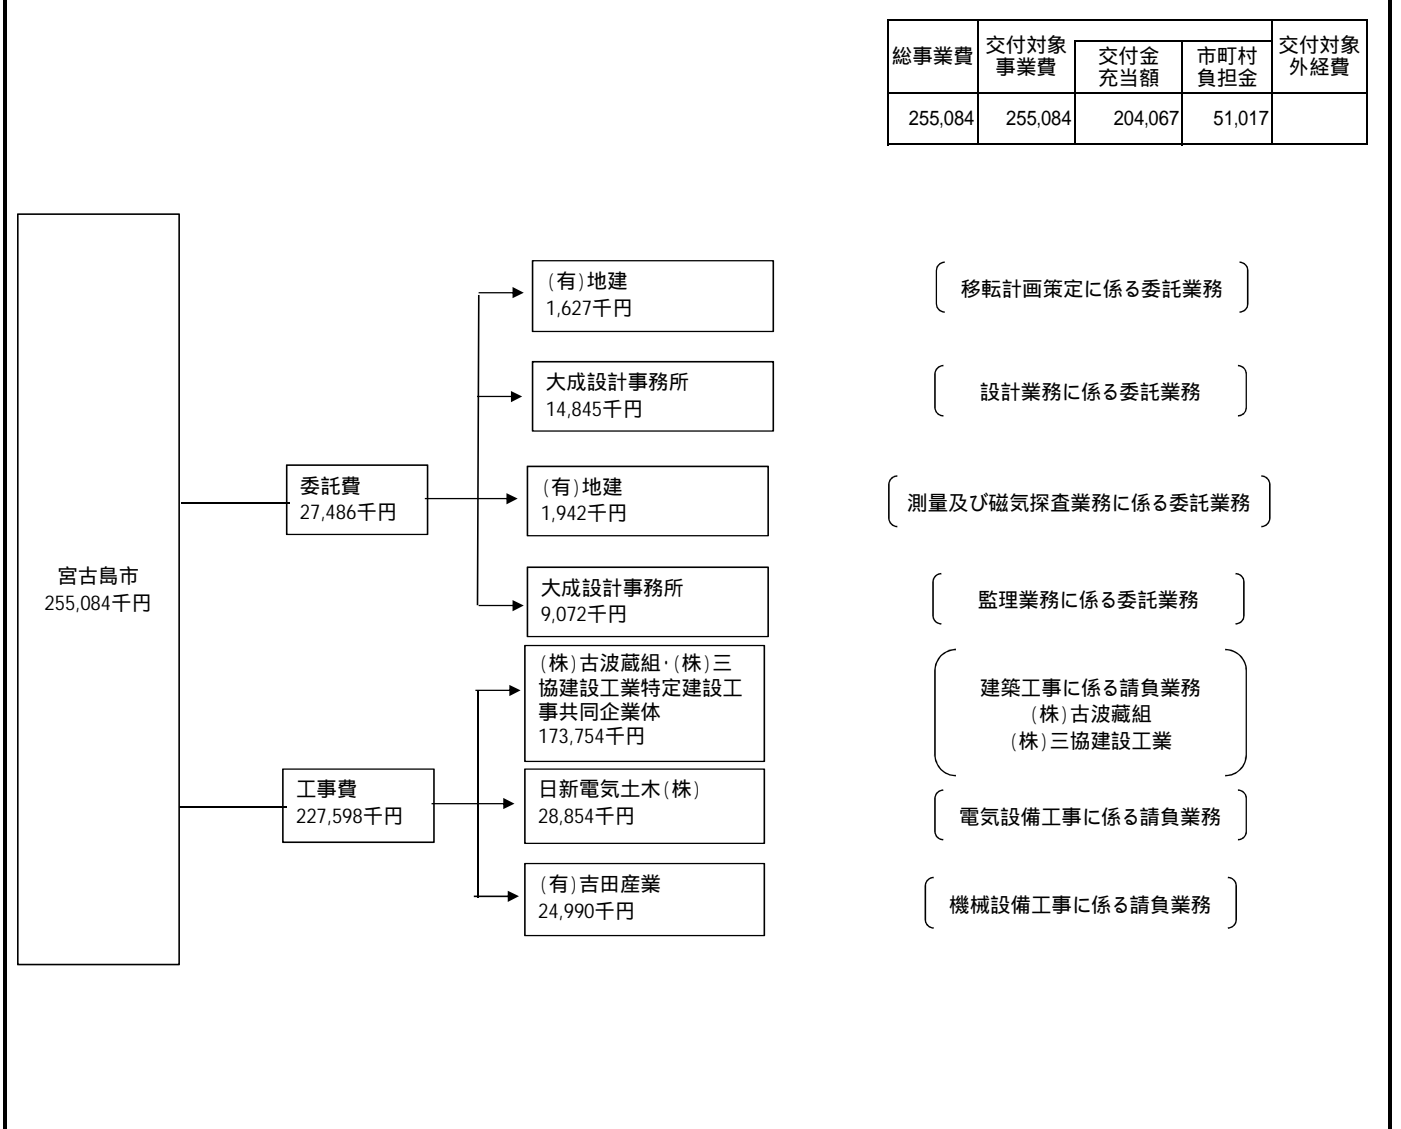 総事業費
交付対象
事業費
交付金
充当額
市町村
負担金
交付対象
外経費
255,084
255,084
204,067
51,017
(有)地建
1,627千円
移転計画策定に係る委託業務
大成設計事務所
14,845千円
設計業務に係る委託業務
委託費
27,486千円
(有)地建
1,942千円
測量及び磁気探査業務に係る委託業務
宮古島市
255,084千円
大成設計事務所
9,072千円
監理業務に係る委託業務
(株)古波蔵組・(株)三
協建設工業特定建設工
事共同企業体
173,754千円
建築工事に係る請負業務
(株)古波蔵組
(株)三協建設工業
工事費
227,598千円
日新電気土木(株)
28,854千円
電気設備工事に係る請負業務
(有)吉田産業
24,990千円
機械設備工事に係る請負業務